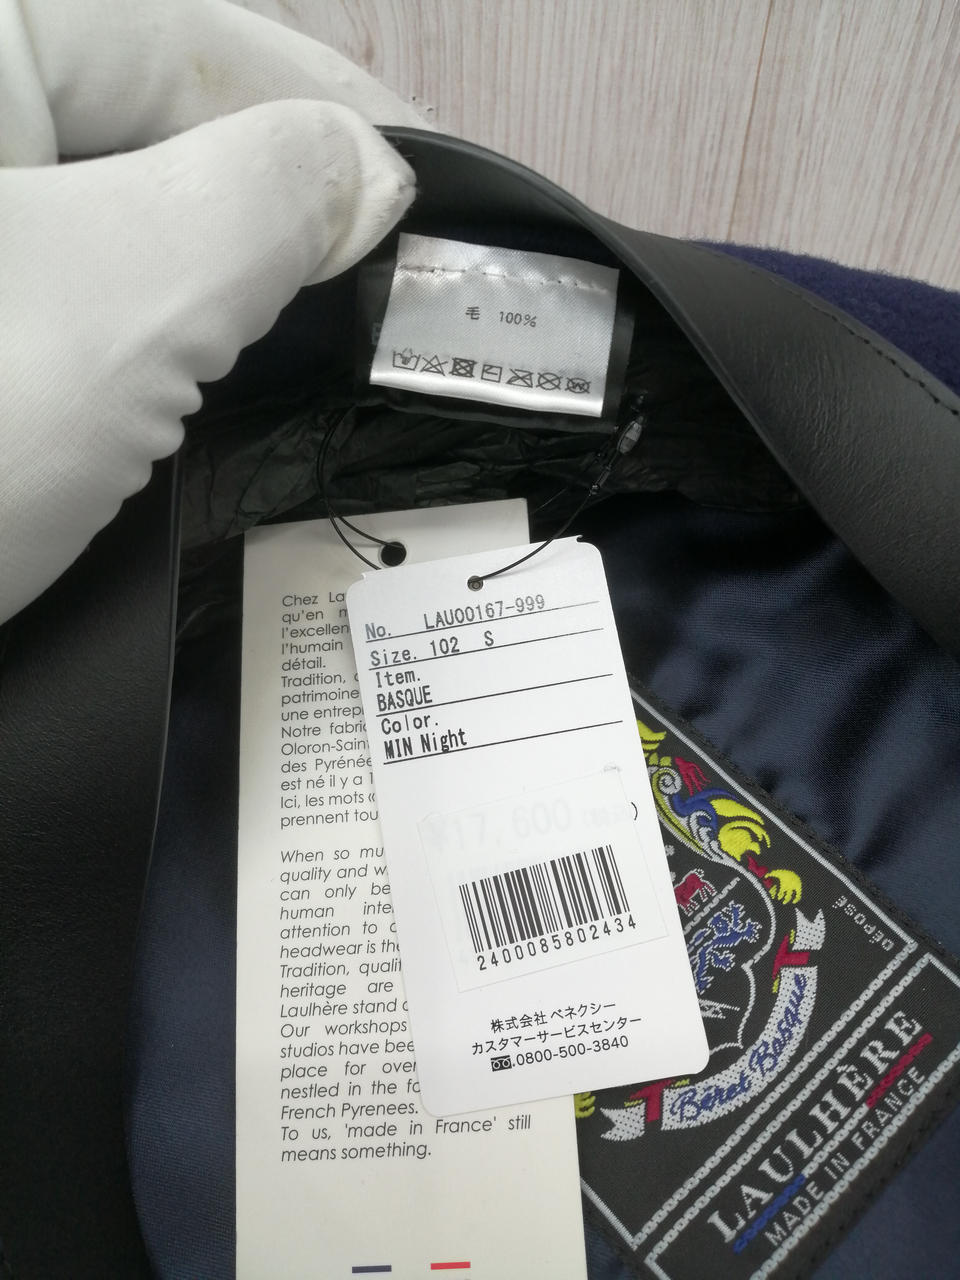 毛 100%
Chez La
qu'en m
l'excellen
l'humain
détail.
Tradition,
patrimoine
une entrep
Notre fabri
Oloron-Sain
des Pyréné
est né il y a 1
Ici, les mots «
prennent tou
When so mu
quality and w
can only be
human inte
attention to
headwear is the
Tradition, qualit
heritage are
Laulhère stand
Our workshops
studios have bee
place for over
nestled in the fo
French Pyrenees.
To us, 'made in France' still
means something.
No. LAU00167-999
Size. 102 S
Item.
BASQUE
Color.
MIN Night
¥17,600
2400085802434
株式会社 ベネクシー
カスタマーサービスセンター
0800-500-3840
DEPOSÉ
Béret Basque
LAULHÈRE
MADE IN FRANCE